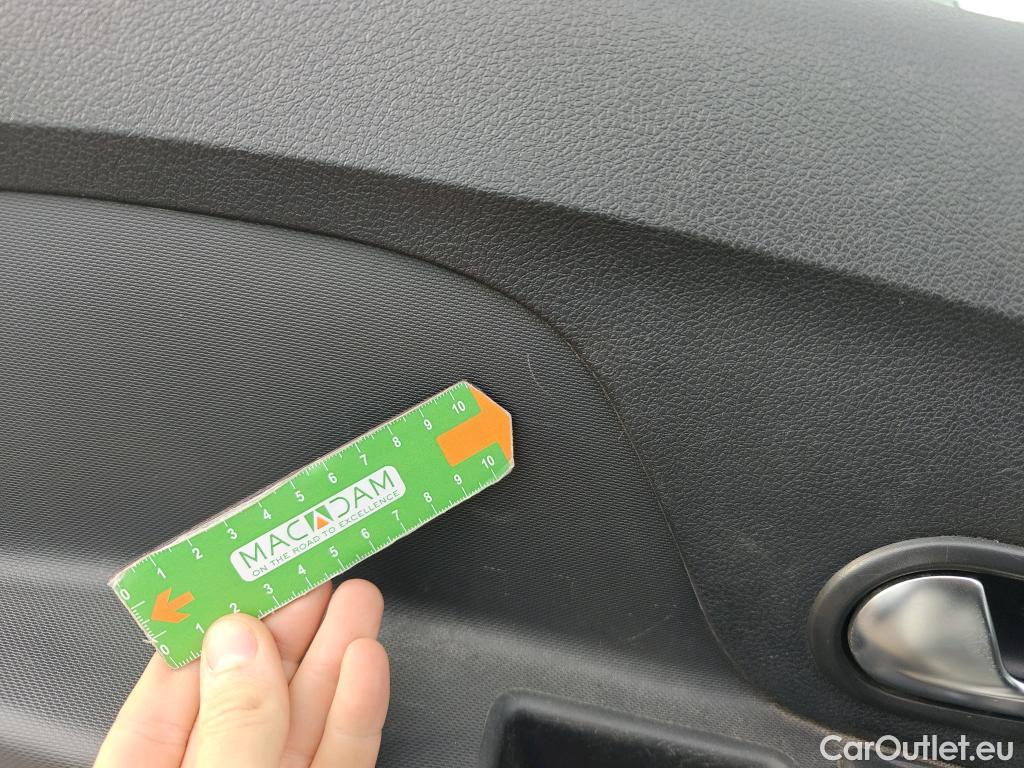 0 1 2 3 4 5 6 7 8 9 10
MACADAM
ON THE ROAD TO EXCELLENCE
0 1 2 3 4 5 6 7 8 9 10
CarOutlet.eu